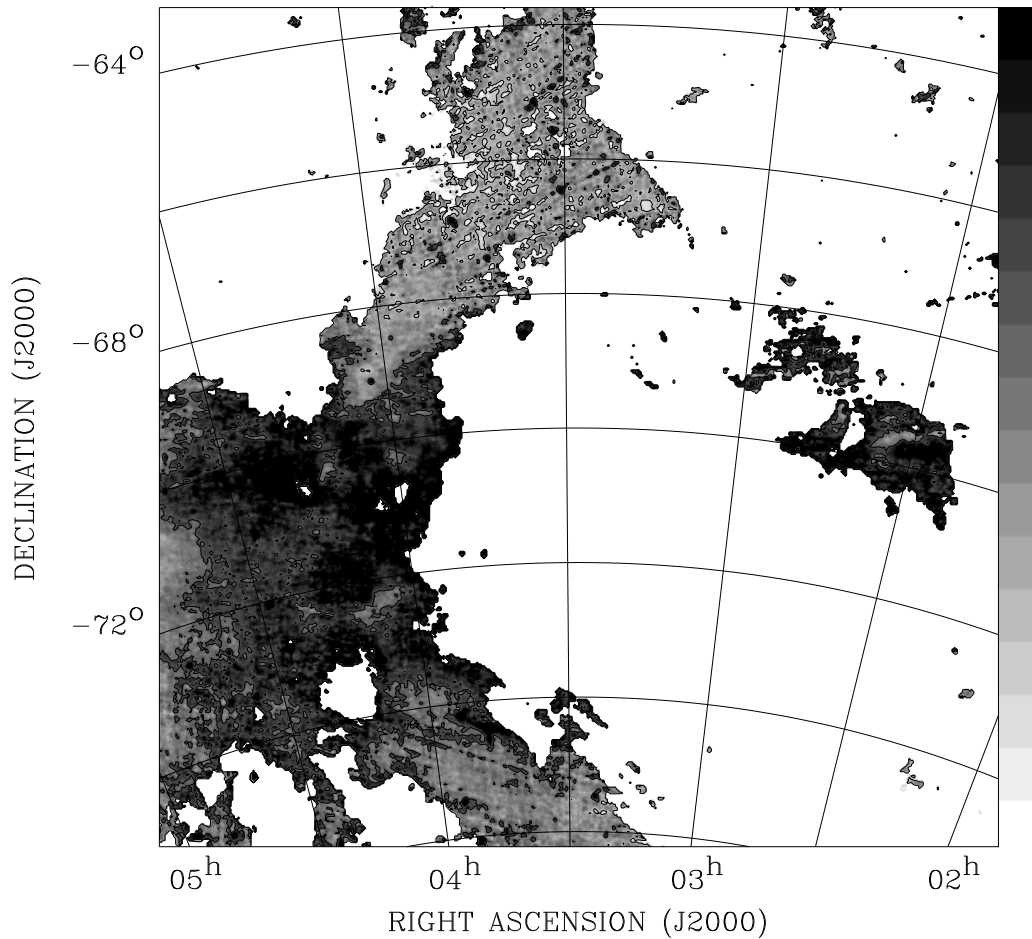 DECLINATION (J2000)
−64°
−68°
−72°
05h 04h 03h 02h
RIGHT ASCENSION (J2000)